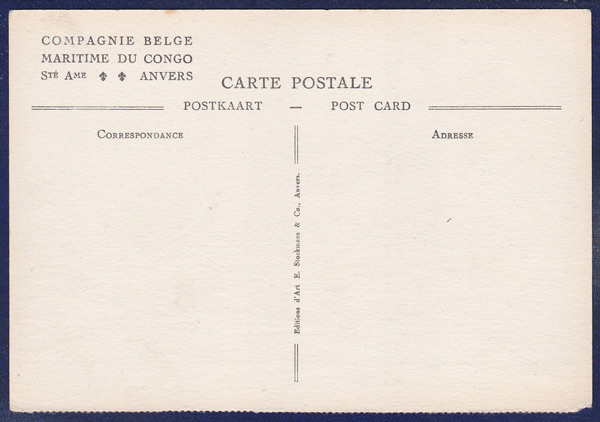 COMPAGNIE BELGE
MARITIME DU CONGO
STÉ AME ANVERS
CARTE POSTALE
POSTKAART — POST CARD
CORRESPONDANCE
ADRESSE
Editions d'Art E. Stockmans & Co., Anvers.